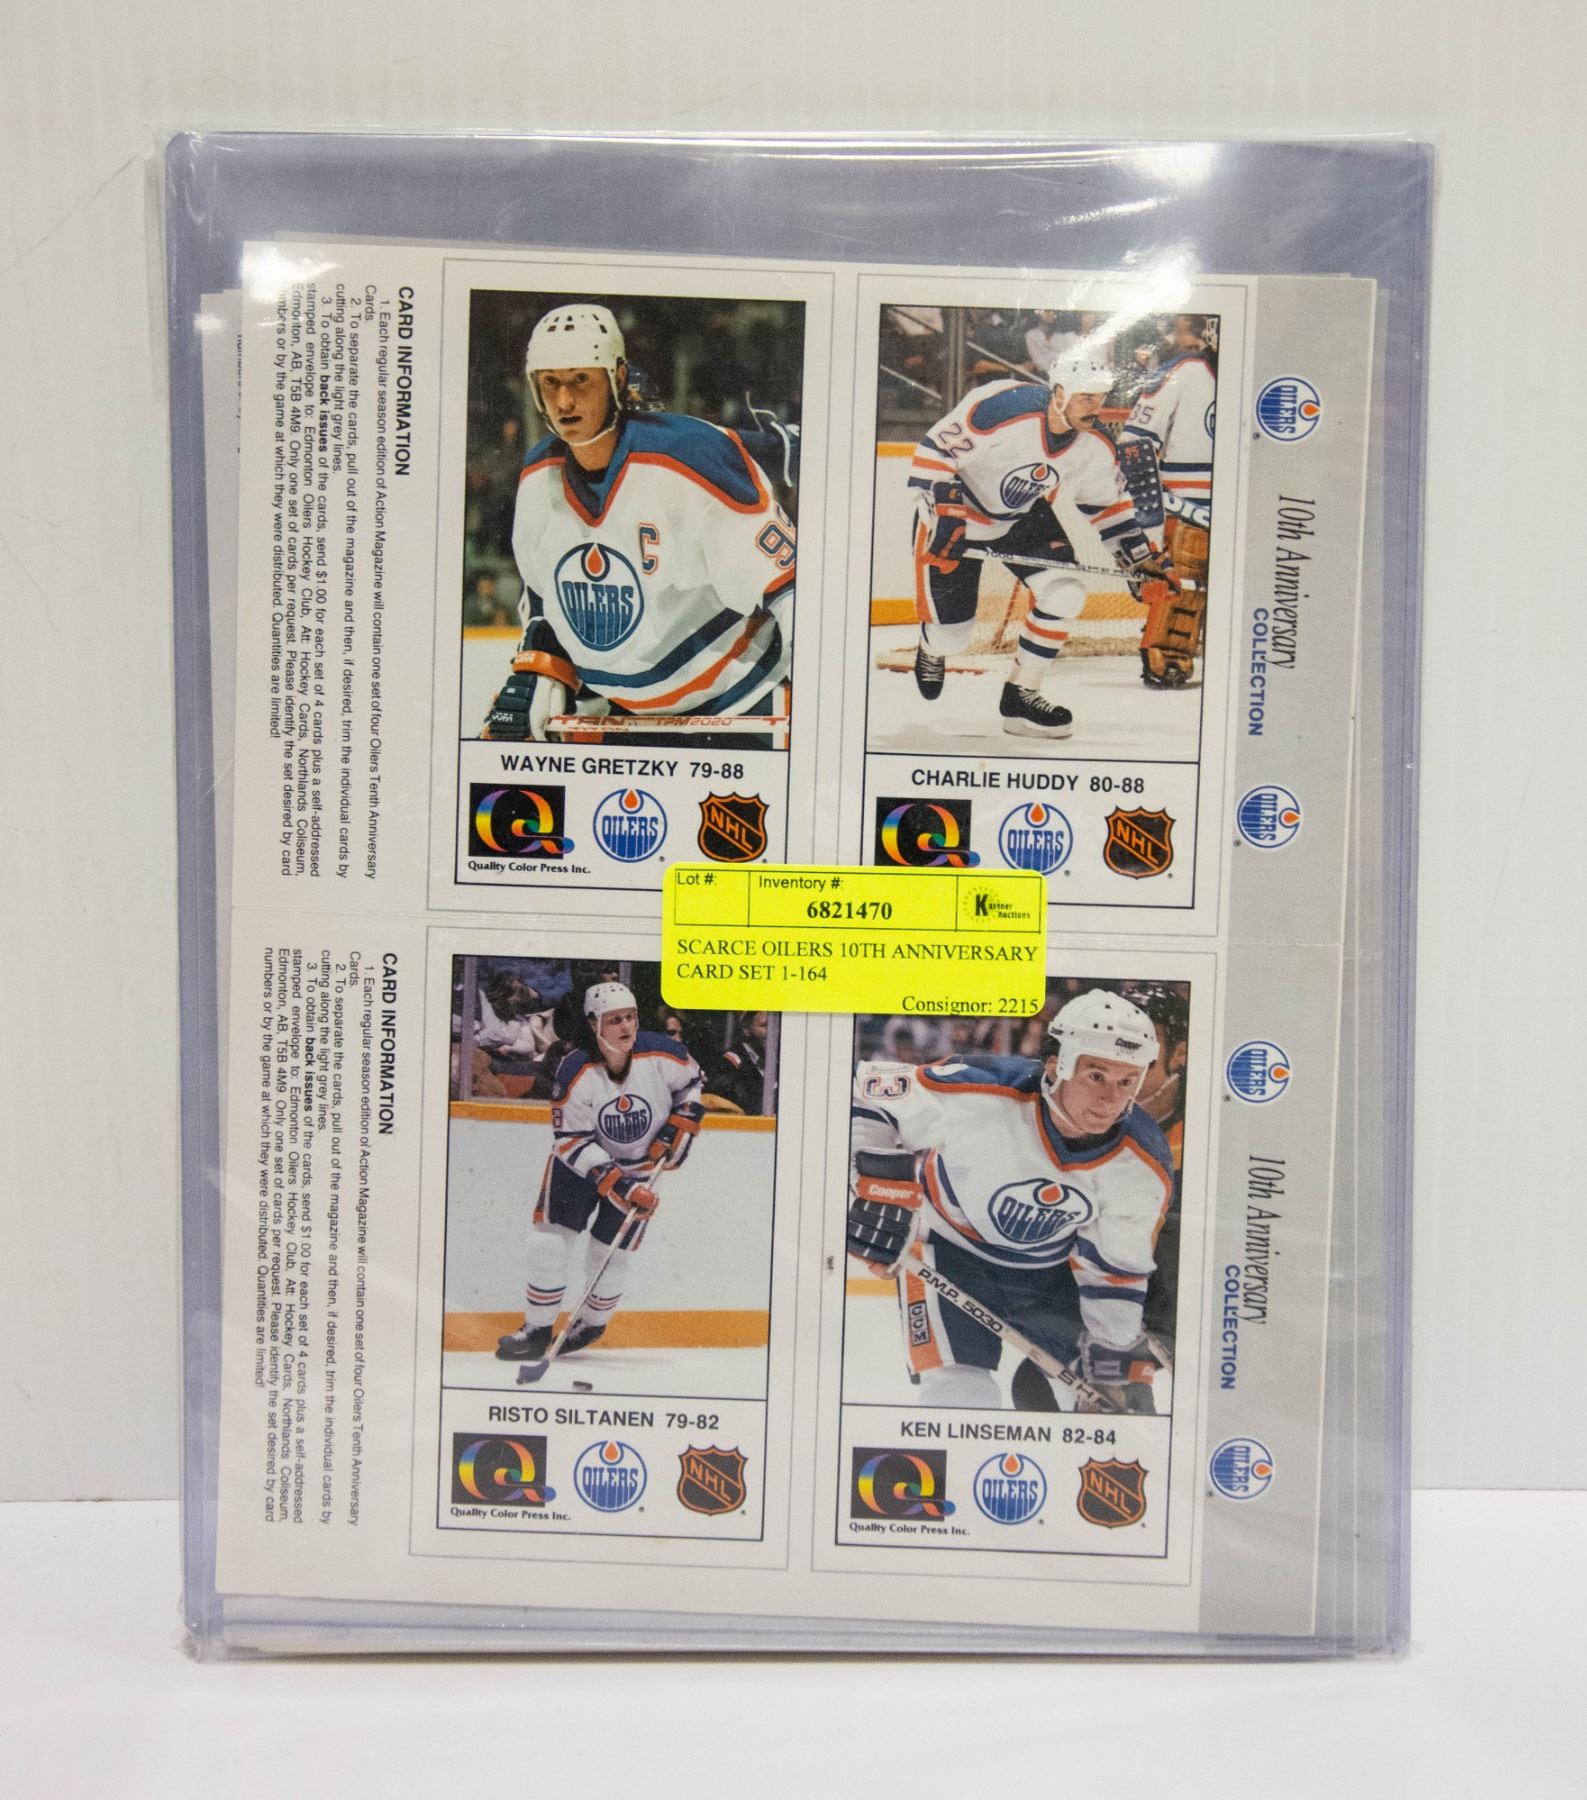 CARD INFORMATION
1. Each regular season edition of Action Magazine will contain one set of four Oilers Tenth Anniversary
Cards.
2. To separate the cards, pull out of the magazine and then, if desired, trim the individual cards by
cutting along the light grey lines.
3. To obtain back issues of the cards, send $1.00 for each set of 4 cards plus a self-addressed
stamped envelope to: Edmonton Oilers Hockey Club, Att: Hockey Cards, Northlands Coliseum,
Edmonton, AB, T5B 4M9. Only one set of cards per request. Please identify the set desired by card
numbers or by the game at which they were distributed. Quantities are limited!
C
99
OILERS
JOFA
TITAN TPM2020 T
TITAN
WAYNE GRETZKY 79-88
Q
Quality Color Press Inc.
OILERS
NHL
22
35
OILERS
Cooper
CHARLIE HUDDY 80-88
OILERS
NHL
OILERS
10th Anniversary
COLLECTION
OILERS
Lot #:
Inventory #:
6821470
Kastner
Auctions
SCARCE OILERS 10TH ANNIVERSARY
CARD SET 1-164
Consignor: 2215
CARD INFORMATION
1. Each regular season edition of Action Magazine will contain one set of four Oilers Tenth Anniversary
Cards.
2. To separate the cards, pull out of the magazine and then, if desired, trim the individual cards by
cutting along the light grey lines.
3. To obtain back issues of the cards, send $1.00 for each set of 4 cards plus a self-addressed
stamped envelope to: Edmonton Oilers Hockey Club, Att: Hockey Cards, Northlands Coliseum,
Edmonton, AB, T5B 4M9. Only one set of cards per request. Please identify the set desired by card
numbers or by the game at which they were distributed. Quantities are limited!
OILERS
RISTO SILTANEN 79-82
Quality Color Press Inc.
OILERS
NHL
Cooper
3
OILERS
Cooper
P.M.P. 5030
CCM
KEN LINSEMAN 82-84
Quality Color Press Inc.
OILERS
NHL
OILERS
10th Anniversary
COLLECTION
OILERS